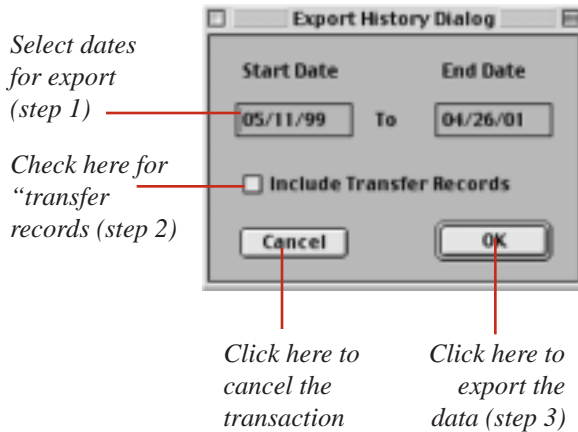 Export History Dialog
Select dates
for export
(step 1)
Start Date End Date
05/11/99 To 04/26/01
Check here for
“transfer
records (step 2)
Include Transfer Records
Cancel OK
Click here to
cancel the
transaction
Click here to
export the
data (step 3)